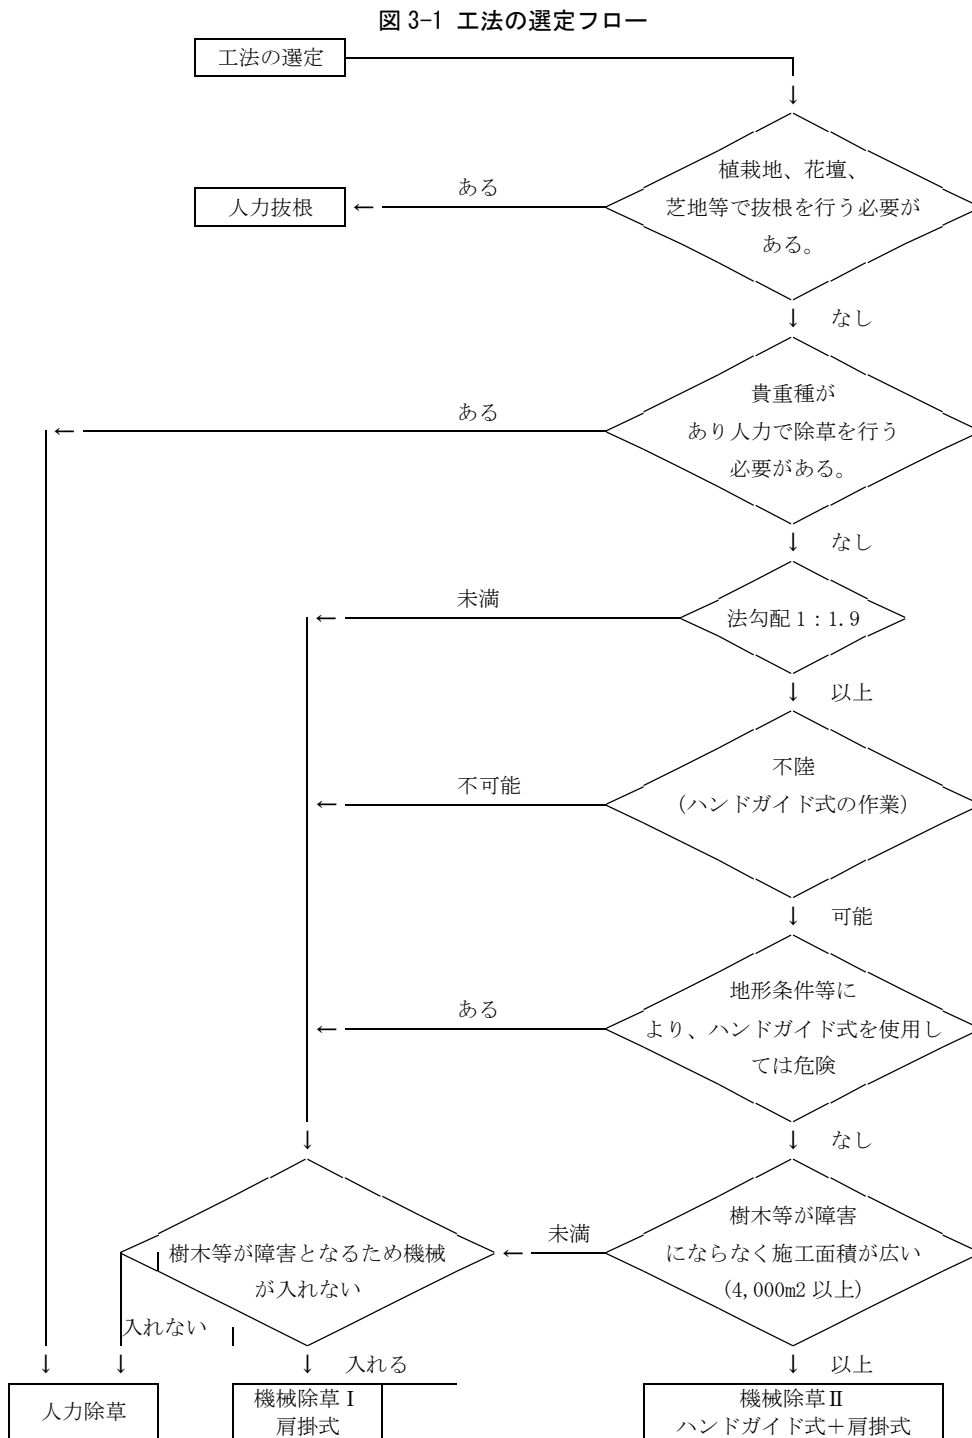 図 3-1 工法の選定フロー
工法の選定
↓
植栽地、花壇、
芝地等で抜根を行う必要が
ある。
ある
←
人力抜根
↓ なし
貴重種が
あり人力で除草を行う
必要がある。
ある
←
↓ なし
法勾配 1：1.9
未満
←
↓ 以上
不陸
（ハンドガイド式の作業）
不可能
←
↓ 可能
地形条件等に
より、ハンドガイド式を使用し
ては危険
ある
←
↓
↓ なし
樹木等が障害
にならなく施工面積が広い
(4,000m2 以上)
未満
←
樹木等が障害となるため機械
が入れない
入れない
↓
↓
↓ 入れる
↓ 以上
人力除草
機械除草Ⅰ
肩掛式
機械除草Ⅱ
ハンドガイド式＋肩掛式